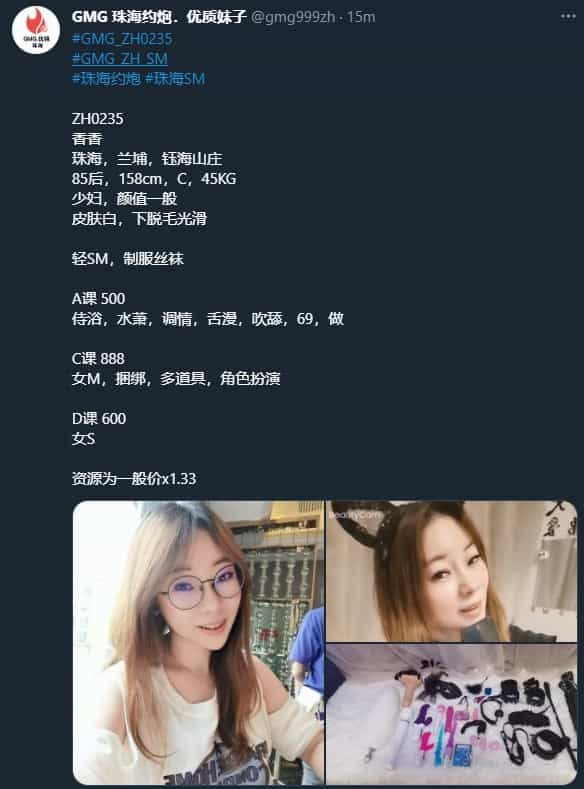 GMG 优质
珠海
GMG 珠海约炮．优质妹子 @gmg999zh · 15m
#GMG_ZH0235
#GMG_ZH_SM
#珠海约炮 #珠海SM
ZH0235
香香
珠海，兰埔，钰海山庄
85后，158cm，C，45KG
少妇，颜值一般
皮肤白，下脱毛光滑
轻SM，制服丝袜
A课 500
侍浴，水萧，调情，舌漫，吹舔，69，做
C课 888
女M，捆绑，多道具，角色扮演
D课 600
女S
资源为一般价x1.33
BeautyCam